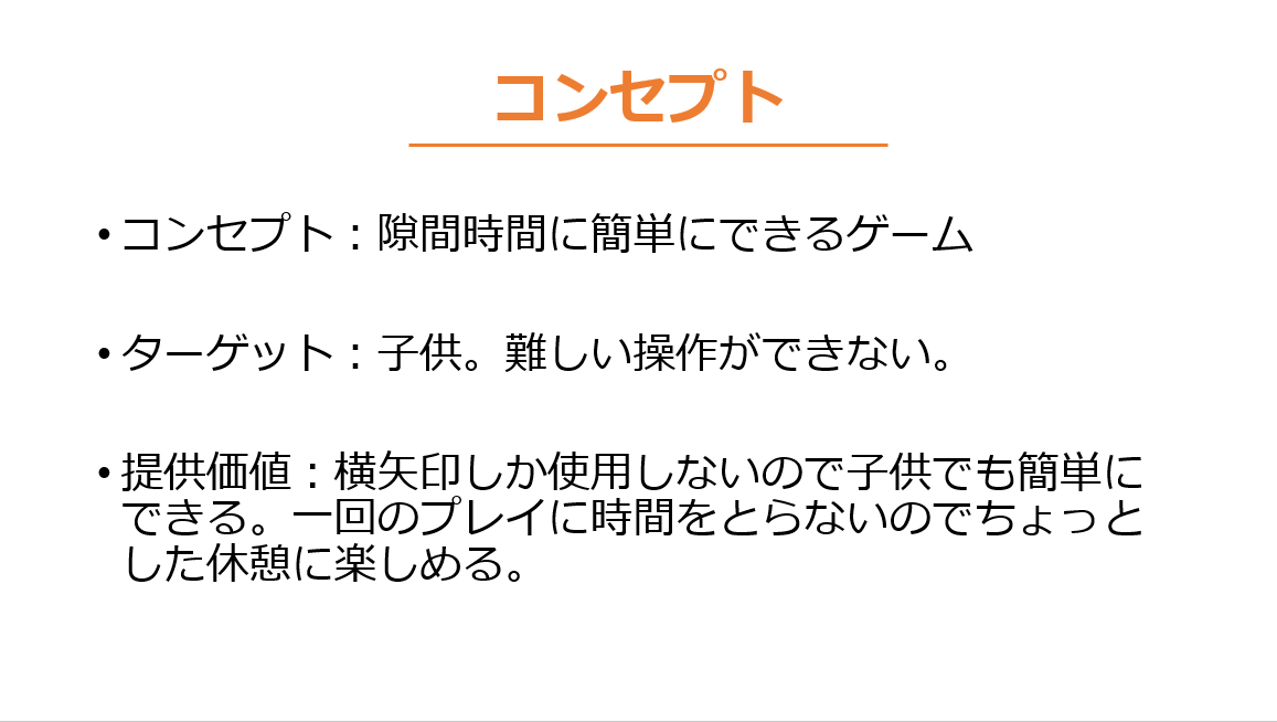 コンセプト
• コンセプト：隙間時間に簡単にできるゲーム
• ターゲット：子供。難しい操作ができない。
• 提供価値：横矢印しか使用しないので子供でも簡単に
できる。一回のプレイに時間をとらないのでちょっと
した休憩に楽しめる。